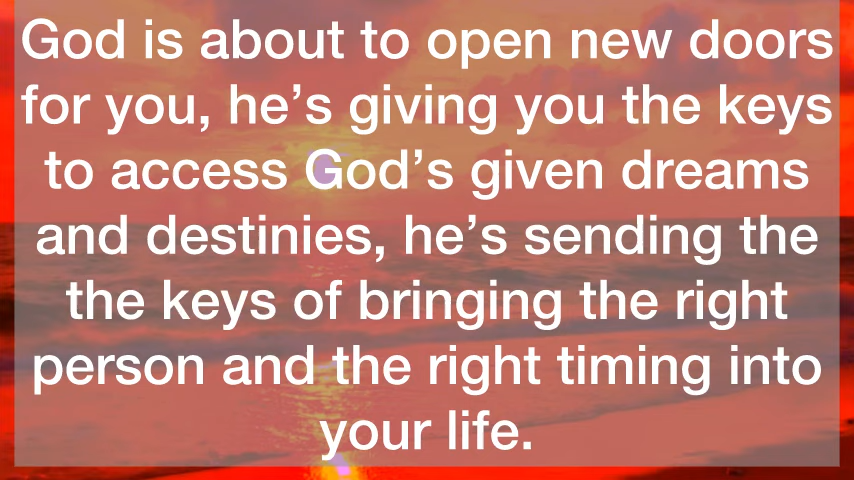 God is about to open new doors
for you, he’s giving you the keys
to access God’s given dreams
and destinies, he’s sending the
the keys of bringing the right
person and the right timing into
your life.